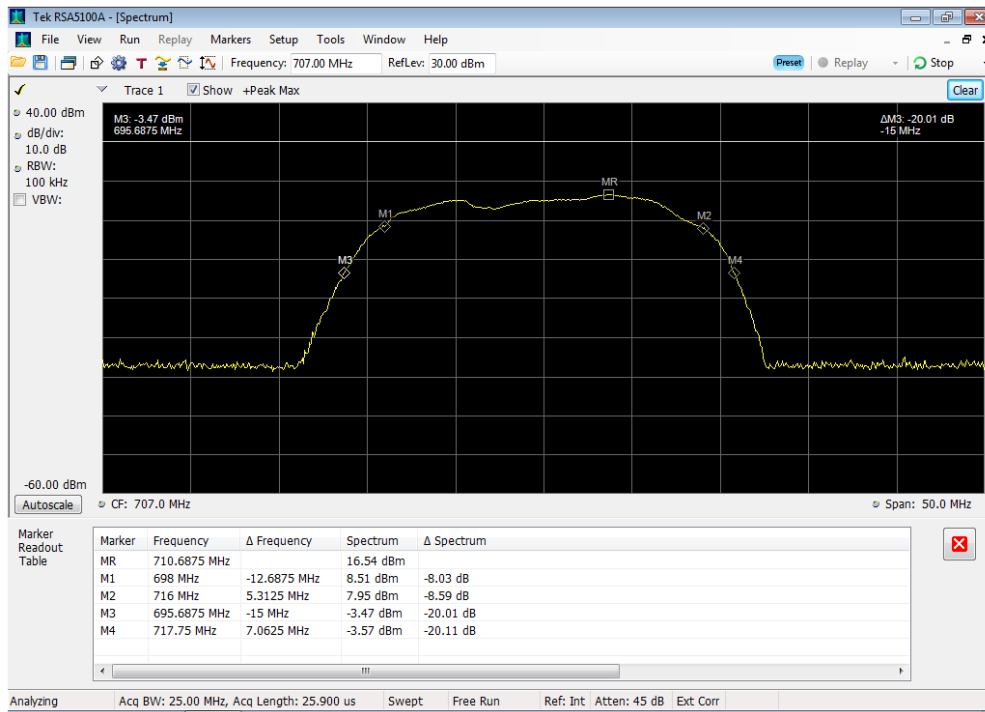 Tek RSA5100A - [Spectrum]
File View Run Replay Markers Setup Tools Window Help
T Frequency: 707.00 MHz RefLev: 30.00 dBm Preset Replay Stop
Trace 1 Show +Peak Max Clear
40.00 dBm
dB/div:
10.0 dB
RBW:
100 kHz
VBW:
M3: -3.47 dBm
695.6875 MHz
ΔM3: -20.01 dB
-15 MHz
MR
M1
M2
M3
M4
-60.00 dBm
Autoscale CF: 707.0 MHz Span: 50.0 MHz
Marker
Readout
Table
Marker Frequency Δ Frequency Spectrum Δ Spectrum
MR 710.6875 MHz 16.54 dBm
M1 698 MHz -12.6875 MHz 8.51 dBm -8.03 dB
M2 716 MHz 5.3125 MHz 7.95 dBm -8.59 dB
M3 695.6875 MHz -15 MHz -3.47 dBm -20.01 dB
M4 717.75 MHz 7.0625 MHz -3.57 dBm -20.11 dB
Analyzing Acq BW: 25.00 MHz, Acq Length: 25.900 us Swept Free Run Ref: Int Atten: 45 dB Ext Corr